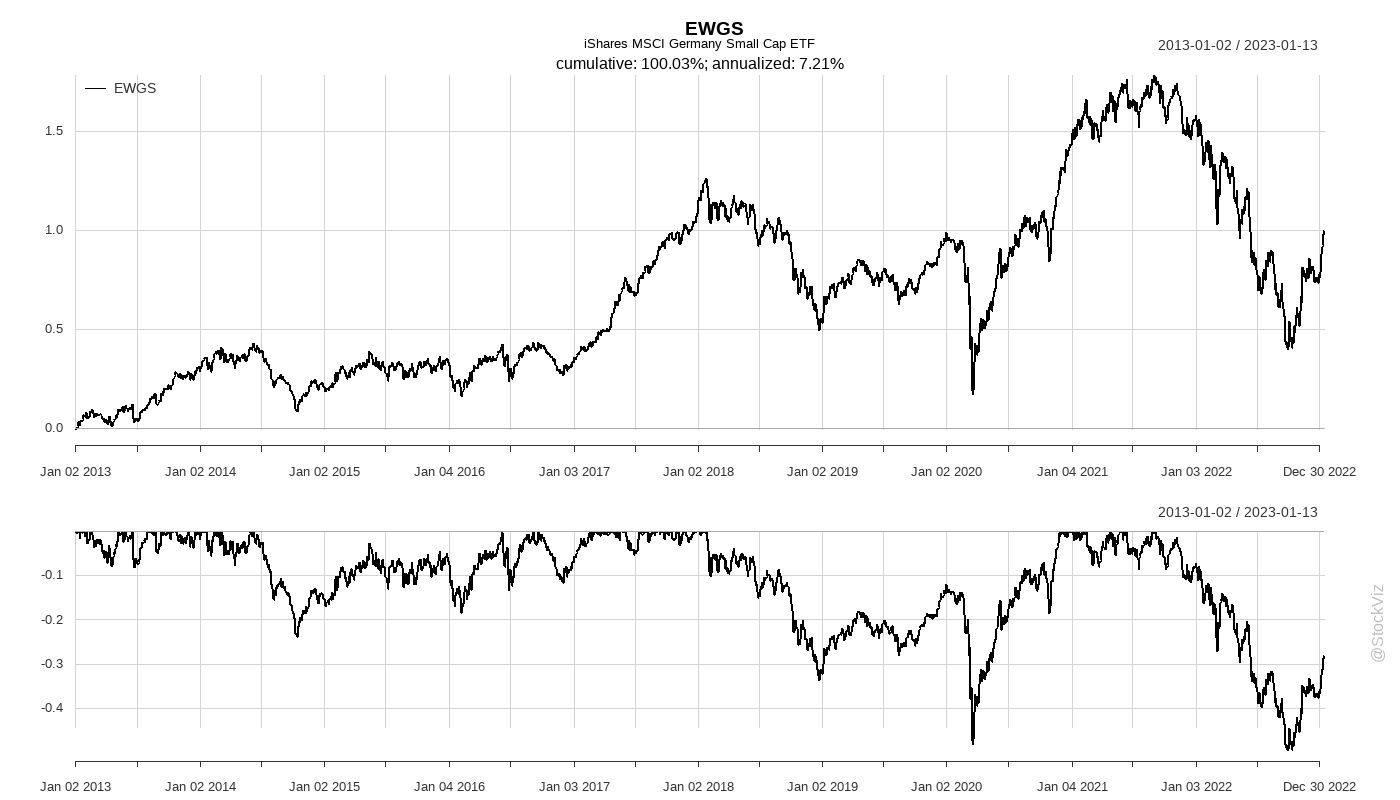 EWGS
iShares MSCI Germany Small Cap ETF
cumulative: 100.03%; annualized: 7.21%
2013-01-02 / 2023-01-13
EWGS
1.5
1.0
0.5
0.0
Jan 02 2013 Jan 02 2014 Jan 02 2015 Jan 04 2016 Jan 03 2017 Jan 02 2018 Jan 02 2019 Jan 02 2020 Jan 04 2021 Jan 03 2022 Dec 30 2022
2013-01-02 / 2023-01-13
-0.1
-0.2
-0.3
-0.4
Jan 02 2013 Jan 02 2014 Jan 02 2015 Jan 04 2016 Jan 03 2017 Jan 02 2018 Jan 02 2019 Jan 02 2020 Jan 04 2021 Jan 03 2022 Dec 30 2022
@StockViz